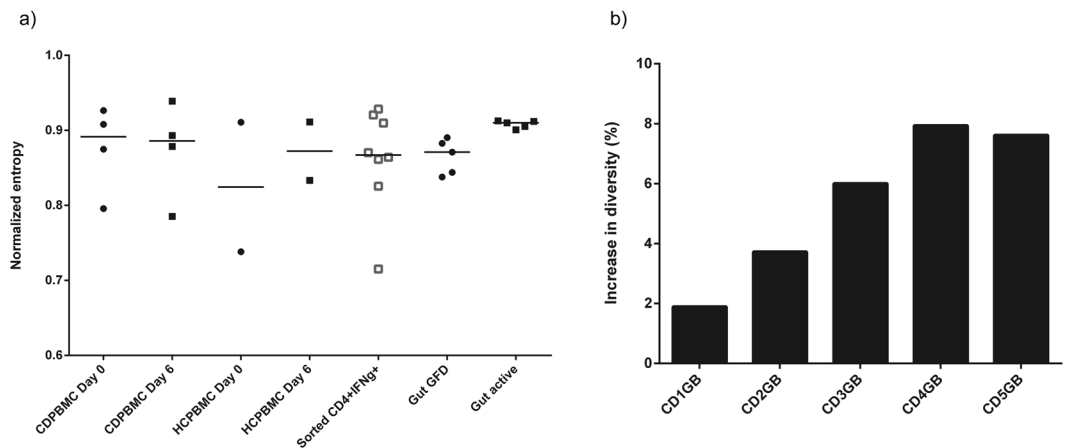 a)
Normalized entropy
1.0
0.9
0.8
0.7
0.6
CDPBMC Day 0
CDPBMC Day 6
HCPBMC Day 0
HCPBMC Day 6
Sorted CD4+IFNg+
Gut GFD
Gut active
b)
Increase in diversity (%)
10
8
6
4
2
0
CD1GB
CD2GB
CD3GB
CD4GB
CD5GB